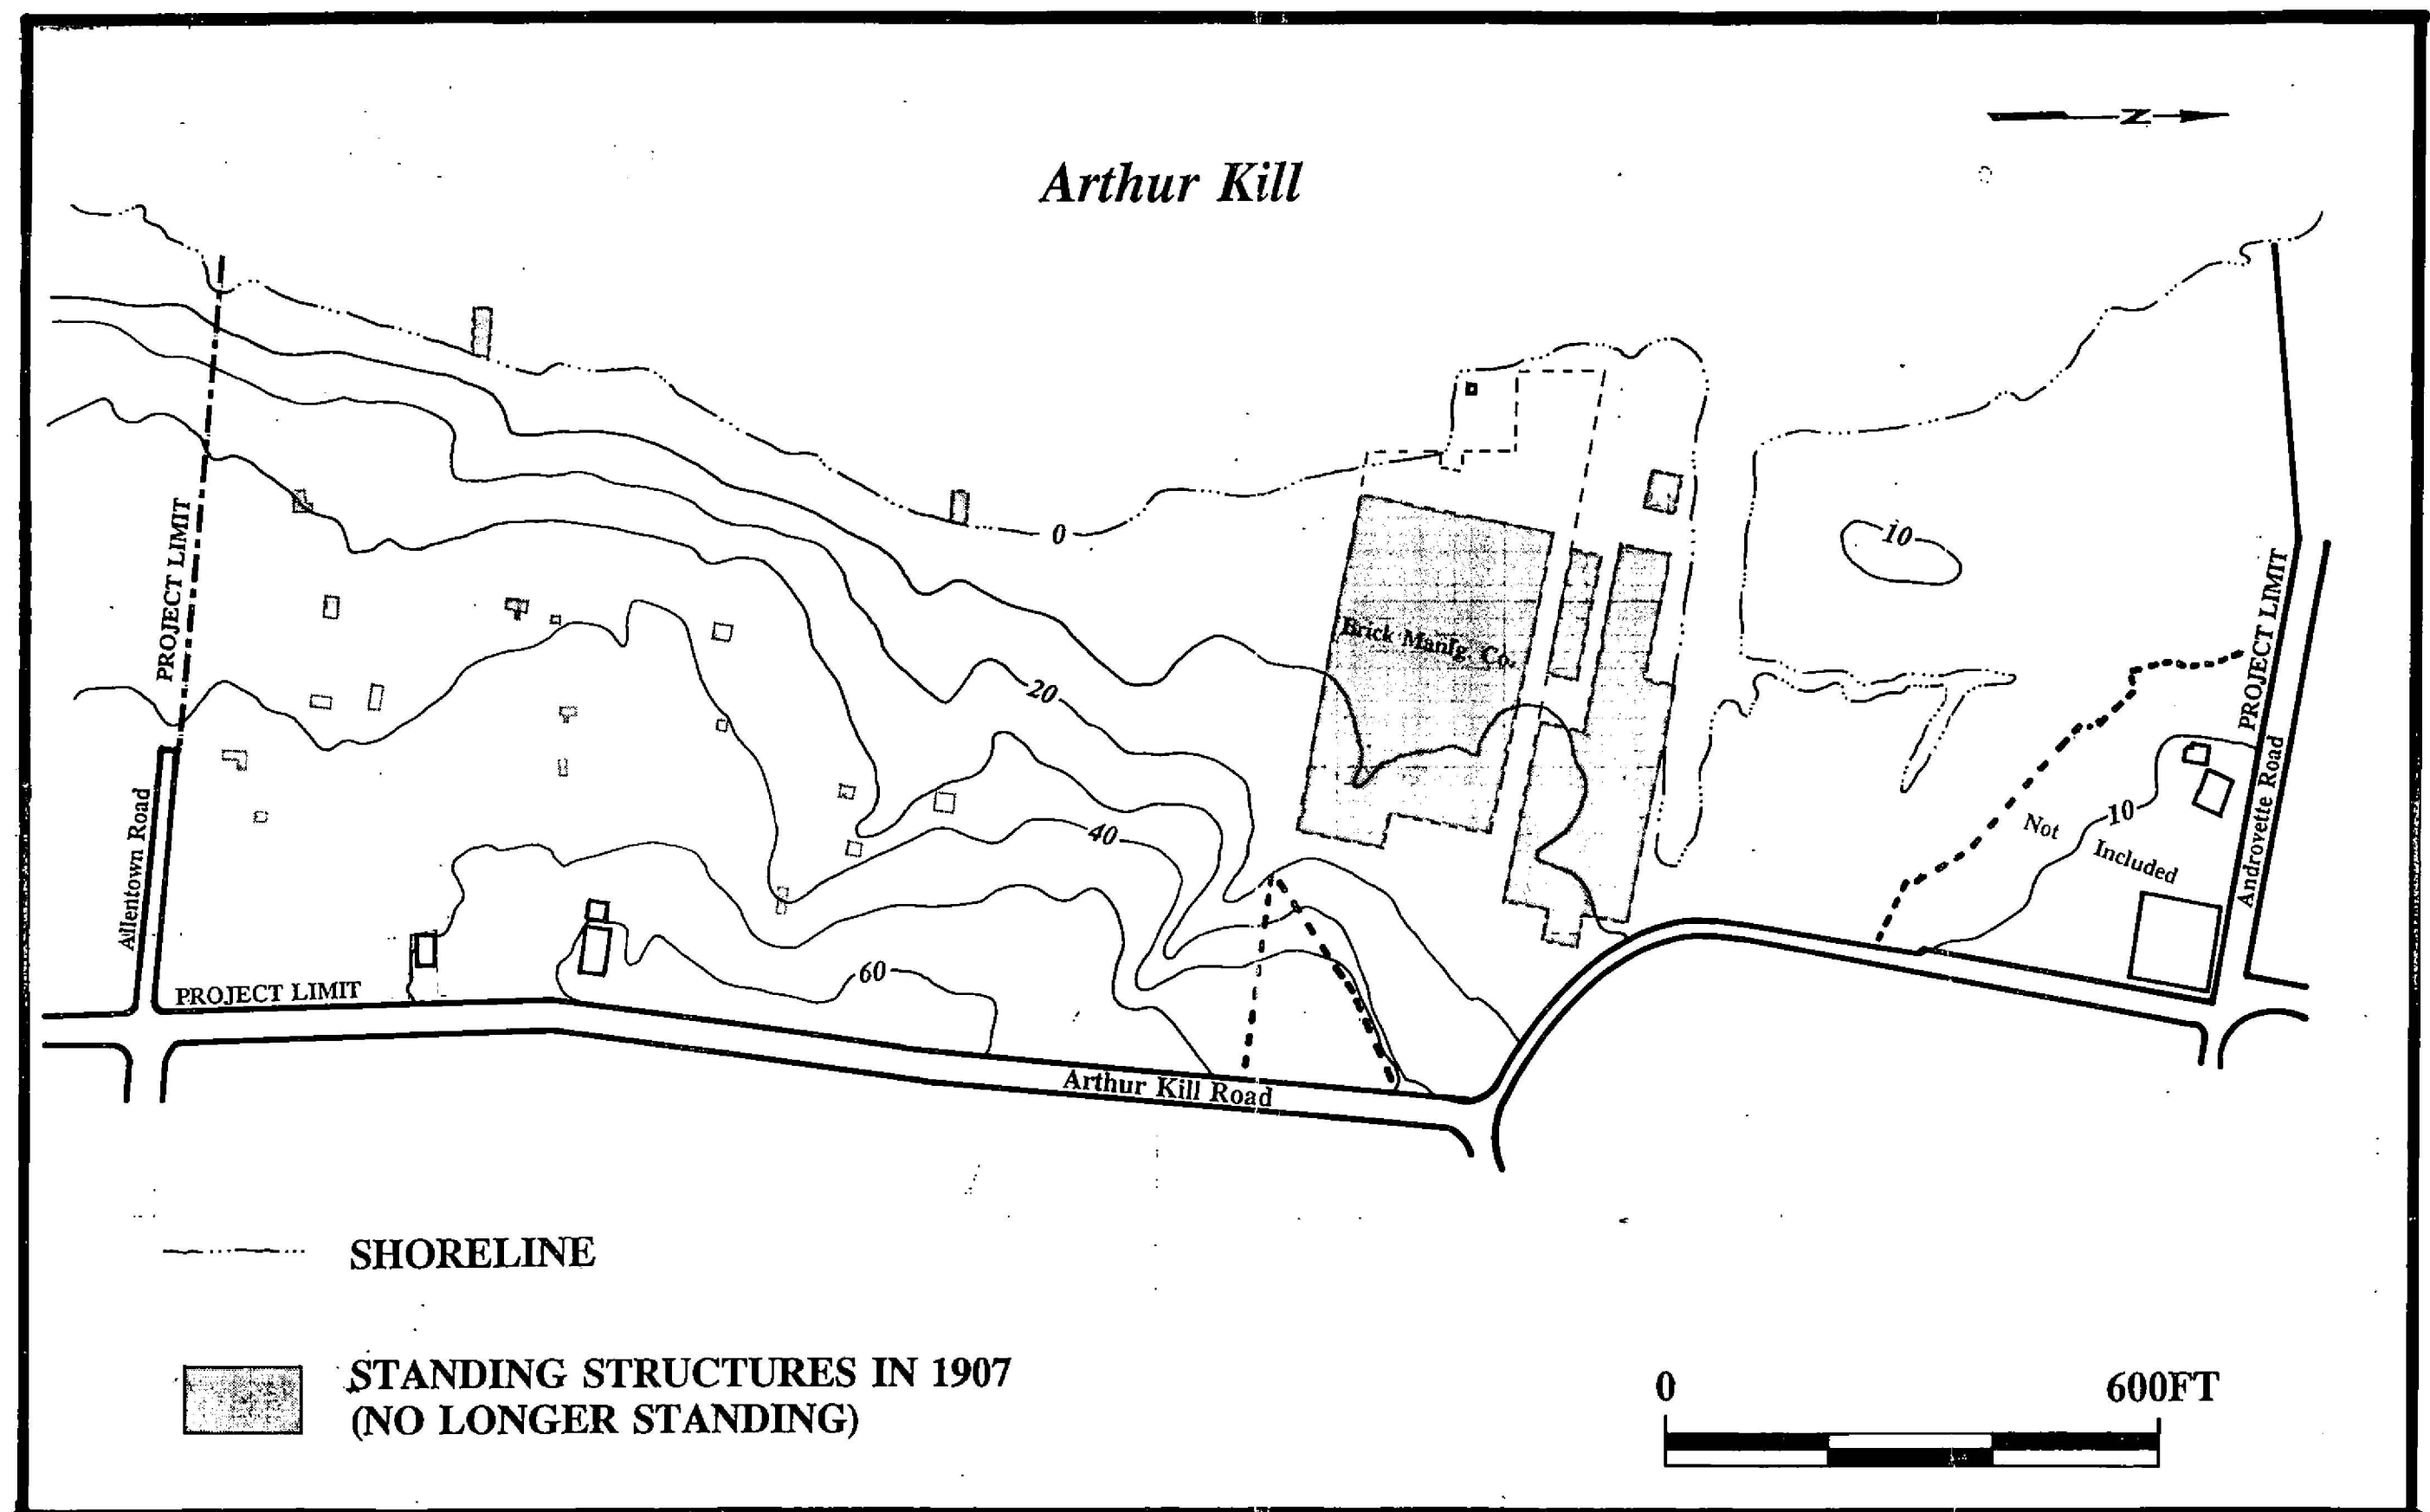 N
Arthur Kill
0
10
Brick Manfg. Co.
PROJECT LIMIT
PROJECT LIMIT
20
Allentown Road
Androvette Road
10
Not Included
40
60
PROJECT LIMIT
Arthur Kill Road
SHORELINE
STANDING STRUCTURES IN 1907
(NO LONGER STANDING)
0 600FT